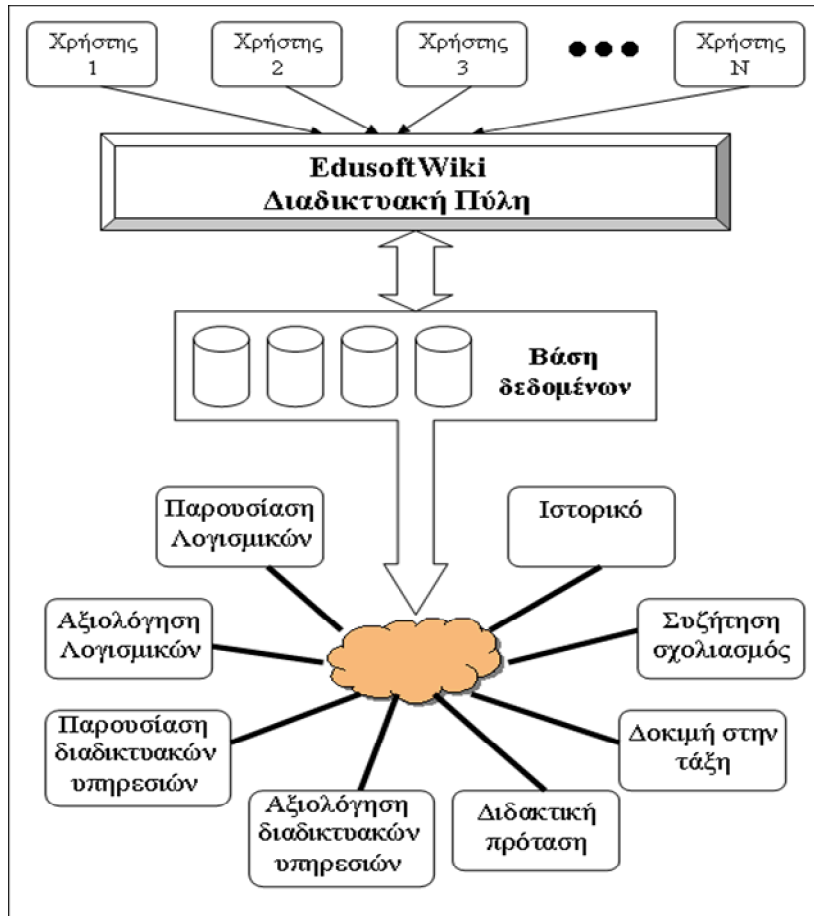 Χρήστης
1
Χρήστης
2
Χρήστης
3
Χρήστης
N
EdusoftWiki
Διαδικτυακή Πύλη
Βάση
δεδομένων
Παρουσίαση
Λογισμικών
Ιστορικό
Αξιολόγηση
Λογισμικών
Συζήτηση
σχολιασμός
Παρουσίαση
διαδικτυακών
υπηρεσιών
Δοκιμή στην
τάξη
Αξιολόγηση
διαδικτυακών
υπηρεσιών
Διδακτική
πρόταση